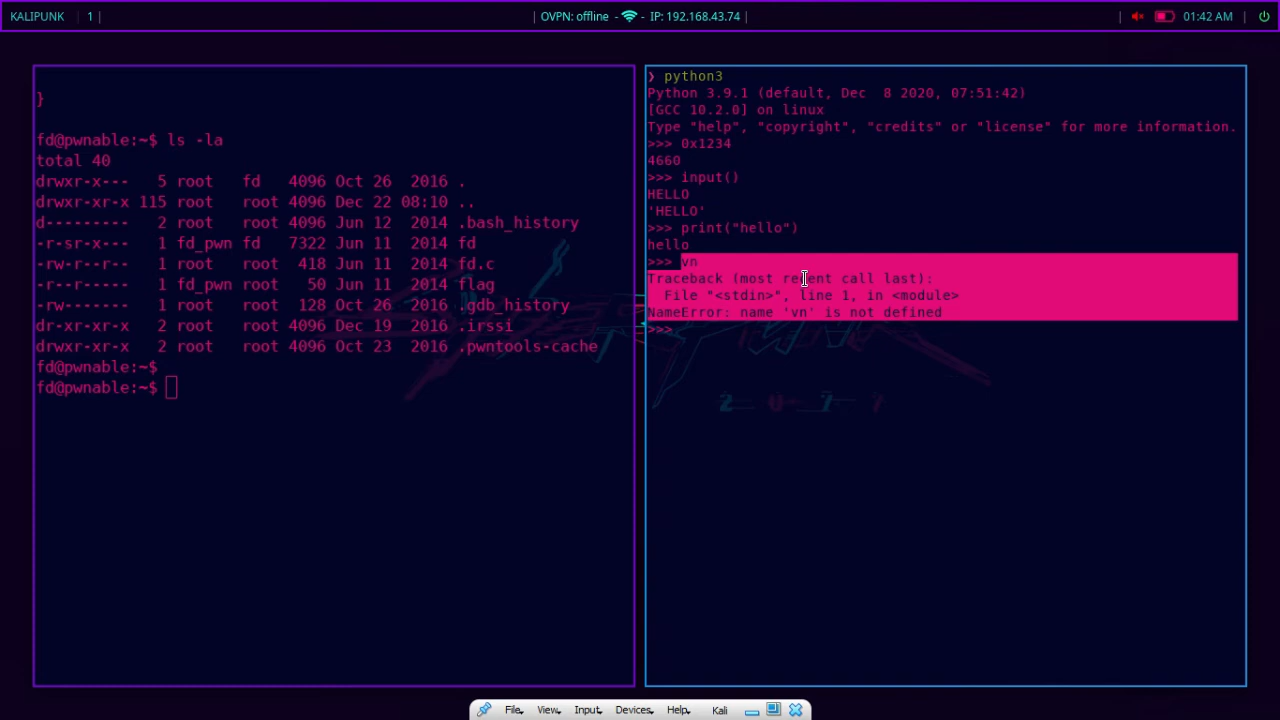 KALIPUNK | 1 | | OVPN: offline - - IP: 192.168.43.74 | | 01:42 AM |
}
fd@pwnable:~$ ls -la
total 40
drwxr-x--- 5 root fd 4096 Oct 26 2016 .
drwxr-xr-x 115 root root 4096 Dec 22 08:10 ..
d--------- 2 root root 4096 Jun 12 2014 .bash_history
-r-sr-x--- 1 fd_pwn fd 7322 Jun 11 2014 fd
-rw-r--r-- 1 root root 418 Jun 11 2014 fd.c
-r--r----- 1 fd_pwn root 50 Jun 11 2014 flag
-rw------- 1 root root 128 Oct 26 2016 .gdb_history
dr-xr-xr-x 2 root root 4096 Dec 19 2016 .irssi
drwxr-xr-x 2 root root 4096 Oct 23 2016 .pwntools-cache
fd@pwnable:~$
fd@pwnable:~$
❯ python3
Python 3.9.1 (default, Dec 8 2020, 07:51:42)
[GCC 10.2.0] on linux
Type "help", "copyright", "credits" or "license" for more information.
>>> 0x1234
4660
>>> input()
HELLO
'HELLO'
>>> print("hello")
hello
>>> vn
Traceback (most recent call last):
File "<stdin>", line 1, in <module>
NameError: name 'vn' is not defined
>>>
2 0 7 7
File View Input Devices Help Kali